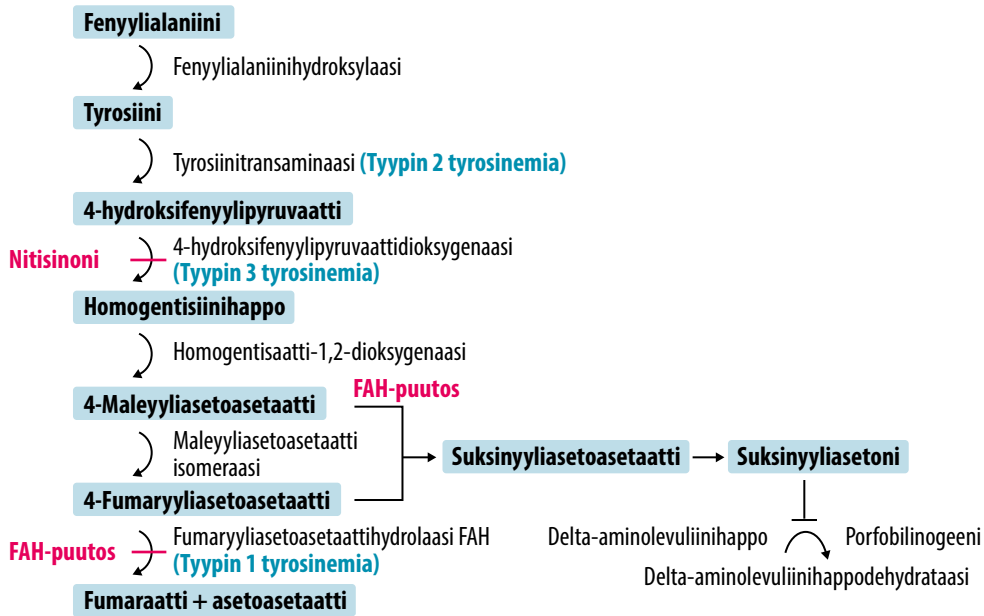 Fenyylialaniini
Fenyylialaniinihydroksylaasi
Tyrosiini
Tyrosiinitransaminaasi (Tyypin 2 tyrosinemia)
4-hydroksifenyylipyruvaatti
Nitisinoni
4-hydroksifenyylipyruvaattidioksygenaasi
(Tyypin 3 tyrosinemia)
Homogentisiinihappo
Homogentisaatti-1,2-dioksygenaasi
FAH-puutos
4-Maleyyliasetoasetaatti
Maleyyliasetoasetaatti
isomeraasi
Suksinyyliasetoasetaatti
Suksinyyliasetoni
4-Fumaryyliasetoasetaatti
FAH-puutos
Fumaryyliasetoasetaattihydrolaasi FAH
(Tyypin 1 tyrosinemia)
Delta-aminolevuliinihappo
Porfobilinogeeni
Delta-aminolevuliinihappodehydrataasi
Fumaraatti + asetoasetaatti